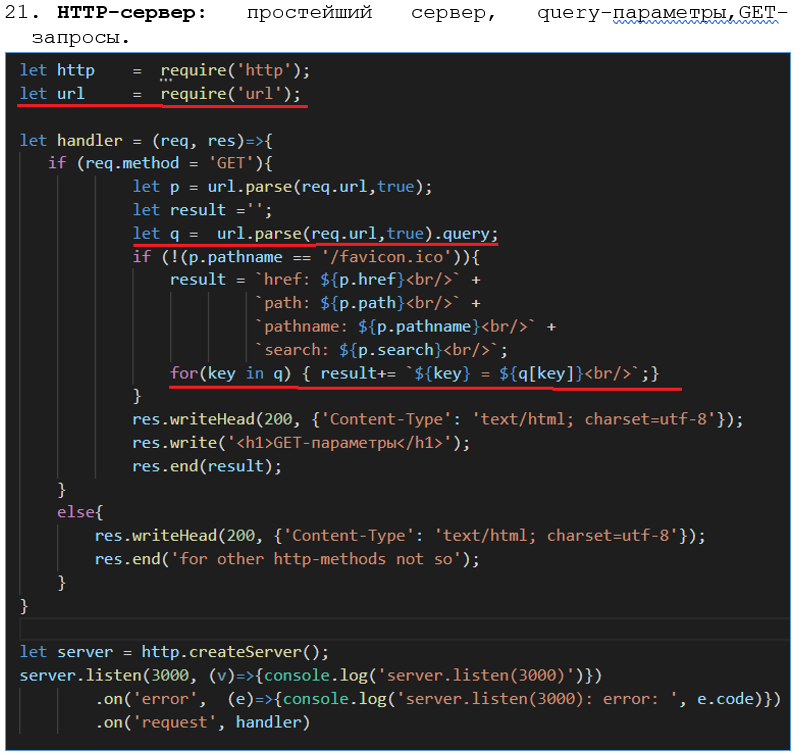 21. HTTP-сервер: простейший сервер, query-параметры,GET-
запросы.
let http    =  require('http');
let url     =  require('url');
let handler = (req, res)=>{
   if (req.method = 'GET'){
            let p = url.parse(req.url,true);
            let result ='';
            let q =  url.parse(req.url,true).query;
            if (!(p.pathname == '/favicon.ico')){
                result = `href: ${p.href}<br/>` +
                         `path: ${p.path}<br/>` +
                         `pathname: ${p.pathname}<br/>` +
                         `search: ${p.search}<br/>`;
                for(key in q) { result+= `${key} = ${q[key]}<br/>`;}
            }
            res.writeHead(200, {'Content-Type': 'text/html; charset=utf-8'});
            res.write('<h1>GET-параметры</h1>');
            res.end(result);
    }
    else{
        res.writeHead(200, {'Content-Type': 'text/html; charset=utf-8'});
        res.end('for other http-methods not so');
    }
}
let server = http.createServer();
server.listen(3000, (v)=>{console.log('server.listen(3000)')})
        .on('error',  (e)=>{console.log('server.listen(3000): error: ', e.code)})
        .on('request', handler)